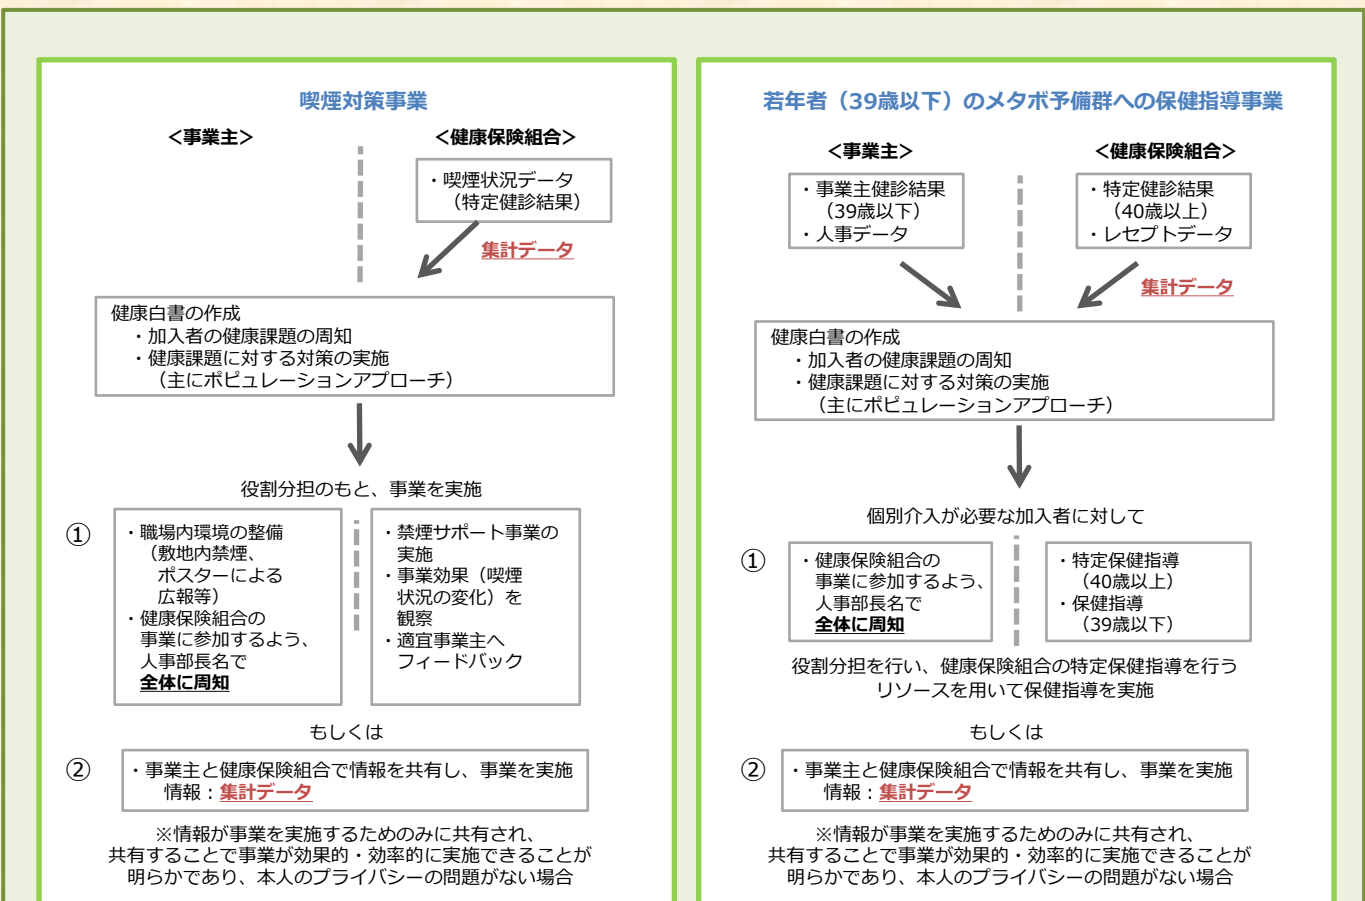 喫煙対策事業
＜事業主＞
＜健康保険組合＞
・喫煙状況データ
（特定健診結果）
集計データ
健康白書の作成
・加入者の健康課題の周知
・健康課題に対する対策の実施
（主にポピュレーションアプローチ）
役割分担のもと、事業を実施
①
・職場内環境の整備
（敷地内禁煙、
ポスターによる
広報等）
・健康保険組合の
事業に参加するよう、
人事部長名で
全体に周知
・禁煙サポート事業の
実施
・事業効果（喫煙
状況の変化）を
観察
・適宜事業主へ
フィードバック
もしくは
②
・事業主と健康保険組合で情報を共有し、事業を実施
情報：集計データ
※情報が事業を実施するためのみに共有され、
共有することで事業が効果的・効率的に実施できることが
明らかであり、本人のプライバシーの問題がない場合
若年者（39歳以下）のメタボ予備群への保健指導事業
＜事業主＞
＜健康保険組合＞
・事業主健診結果
（39歳以下）
・人事データ
・特定健診結果
（40歳以上）
・レセプトデータ
集計データ
健康白書の作成
・加入者の健康課題の周知
・健康課題に対する対策の実施
（主にポピュレーションアプローチ）
個別介入が必要な加入者に対して
①
・健康保険組合の
事業に参加するよう、
人事部長名で
全体に周知
・特定保健指導
（40歳以上）
・保健指導
（39歳以下）
役割分担を行い、健康保険組合の特定保健指導を行う
リソースを用いて保健指導を実施
もしくは
②
・事業主と健康保険組合で情報を共有し、事業を実施
情報：集計データ
※情報が事業を実施するためのみに共有され、
共有することで事業が効果的・効率的に実施できることが
明らかであり、本人のプライバシーの問題がない場合